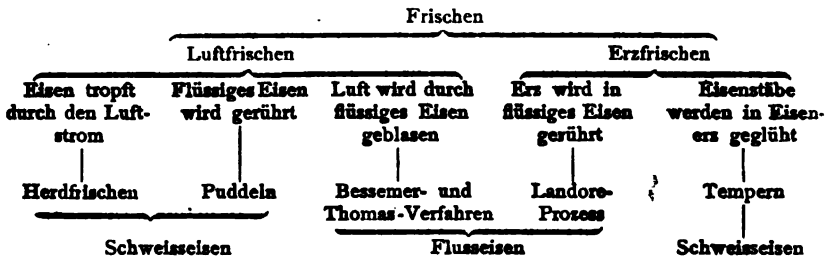 Frischen
Luftfrischen Erzfrischen
Eisen tropft Flüssiges Eisen Luft wird durch Erz wird in Eisenstäbe
durch den Luft- wird gerührt flüssiges Eisen flüssiges Eisen werden in Eisen-
strom geblasen gerührt erz geglüht
Herdfrischen Puddeln Bessemer- und Landore- Tempern
Thomas-Verfahren Prozess
Schweisseisen Flusseisen Schweisseisen